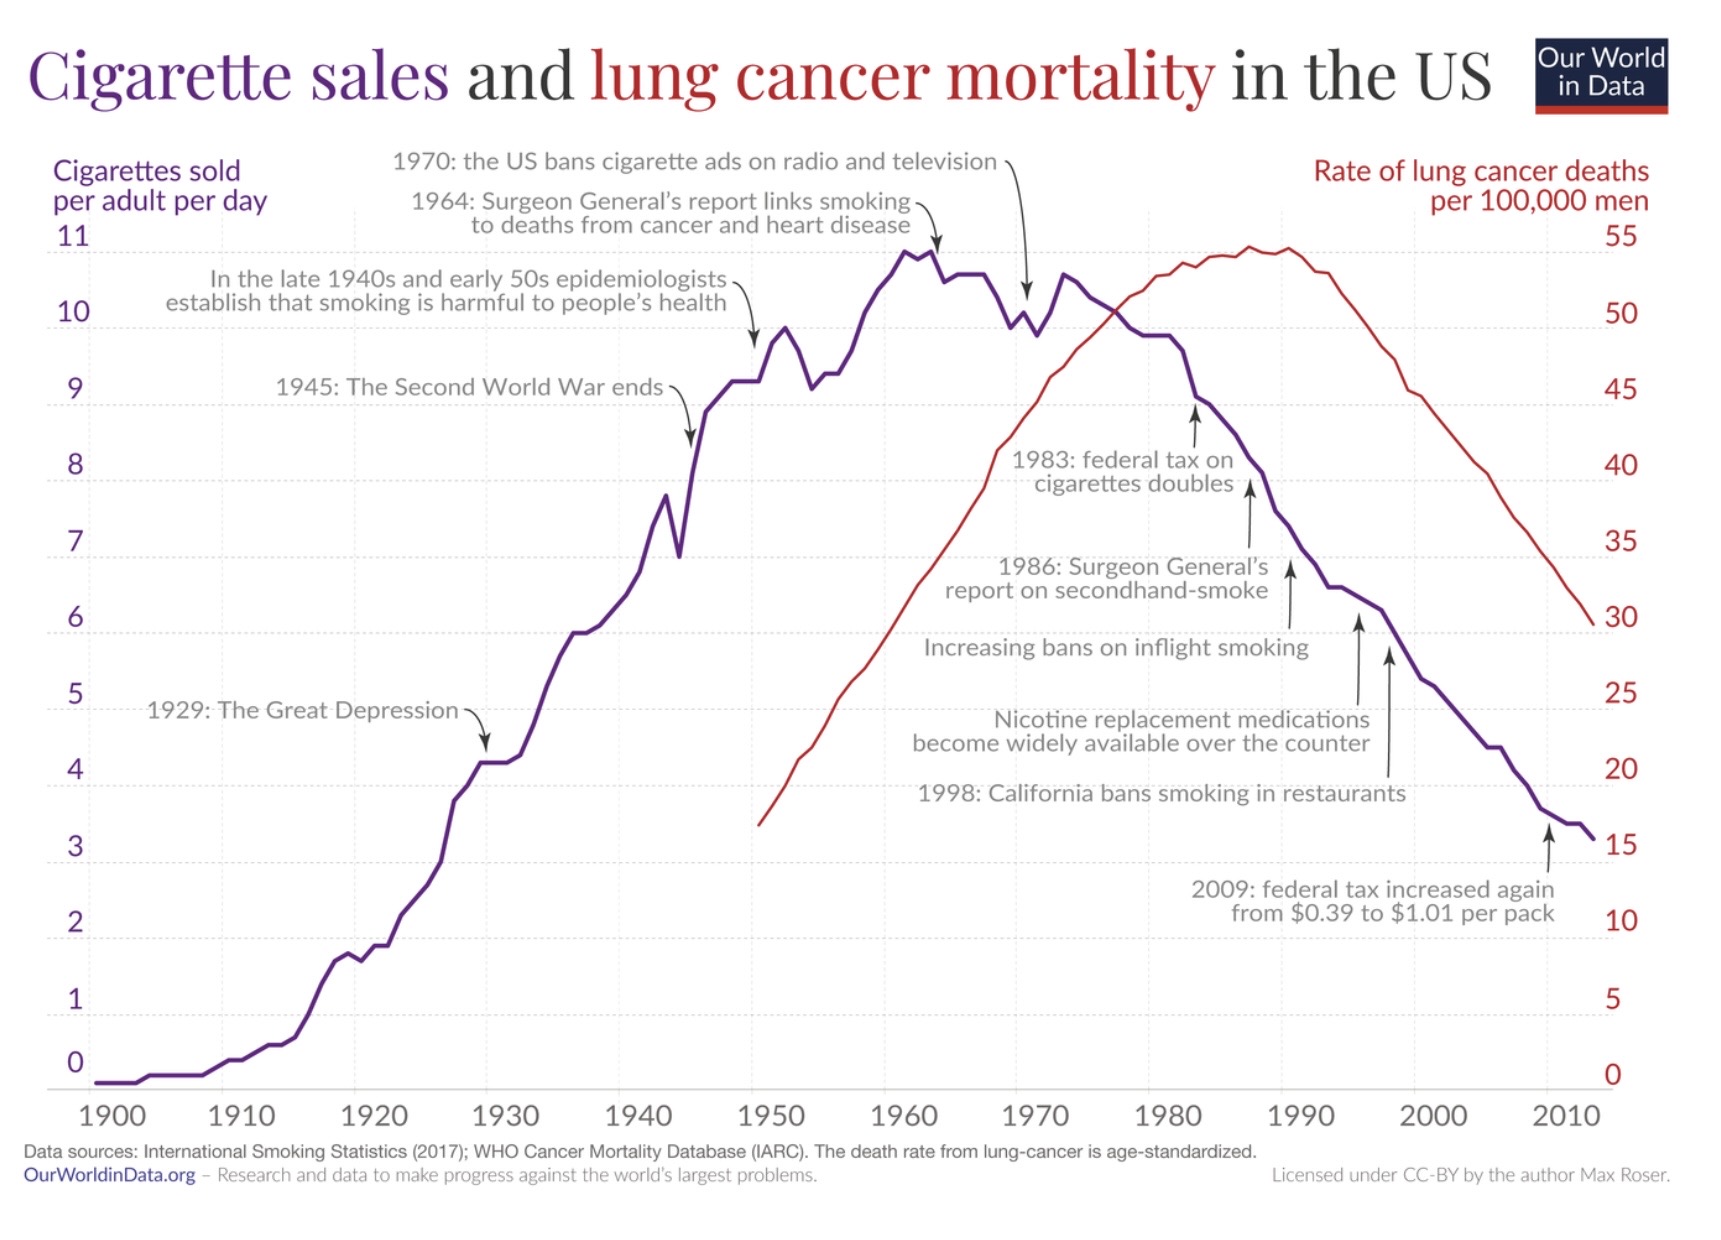 Cigarette sales and lung cancer mortality in the US
Our World
in Data
Cigarettes sold
per adult per day
Rate of lung cancer deaths
per 100,000 men
1970: the US bans cigarette ads on radio and television
1964: Surgeon General's report links smoking
to deaths from cancer and heart disease
In the late 1940s and early 50s epidemiologists
establish that smoking is harmful to people's health
1945: The Second World War ends
1929: The Great Depression
1983: federal tax on
cigarettes doubles
1986: Surgeon General's
report on secondhand-smoke
Increasing bans on inflight smoking
Nicotine replacement medications
become widely available over the counter
1998: California bans smoking in restaurants
2009: federal tax increased again
from $0.39 to $1.01 per pack
11
10
9
8
7
6
5
4
3
2
1
0
55
50
45
40
35
30
25
20
15
10
5
0
1900 1910 1920 1930 1940 1950 1960 1970 1980 1990 2000 2010
Data sources: International Smoking Statistics (2017); WHO Cancer Mortality Database (IARC). The death rate from lung-cancer is age-standardized.
OurWorldinData.org – Research and data to make progress against the world's largest problems.
Licensed under CC-BY by the author Max Roser.